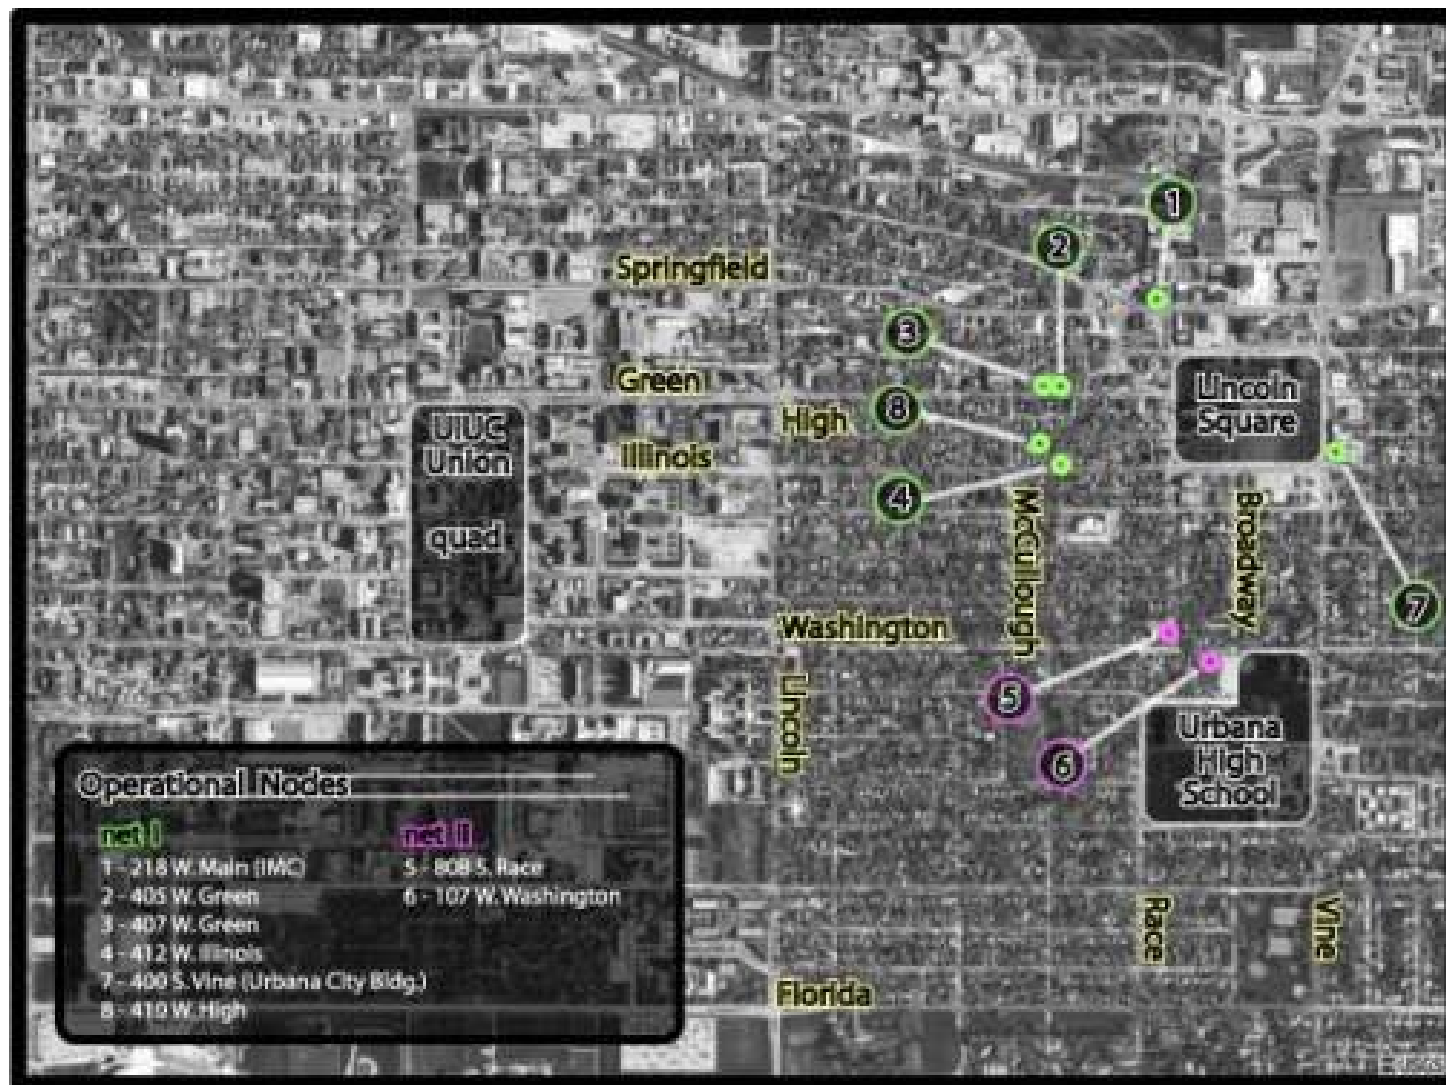 1
2
Springfield
3
Green
Lincoln
Square
High
8
UIUC
Union
Illinois
4
McCullough
Broadway
quad
7
Washington
5
Lincoln
6
Urbana
High
School
Operational Nodes
net I
1 - 218 W. Main (IMC)
2 - 405 W. Green
3 - 407 W. Green
4 - 412 W. Illinois
7 - 400 S. Vine (Urbana City Bldg.)
8 - 410 W. High
net II
5 - 808 S. Race
6 - 107 W. Washington
Race
Vine
Florida